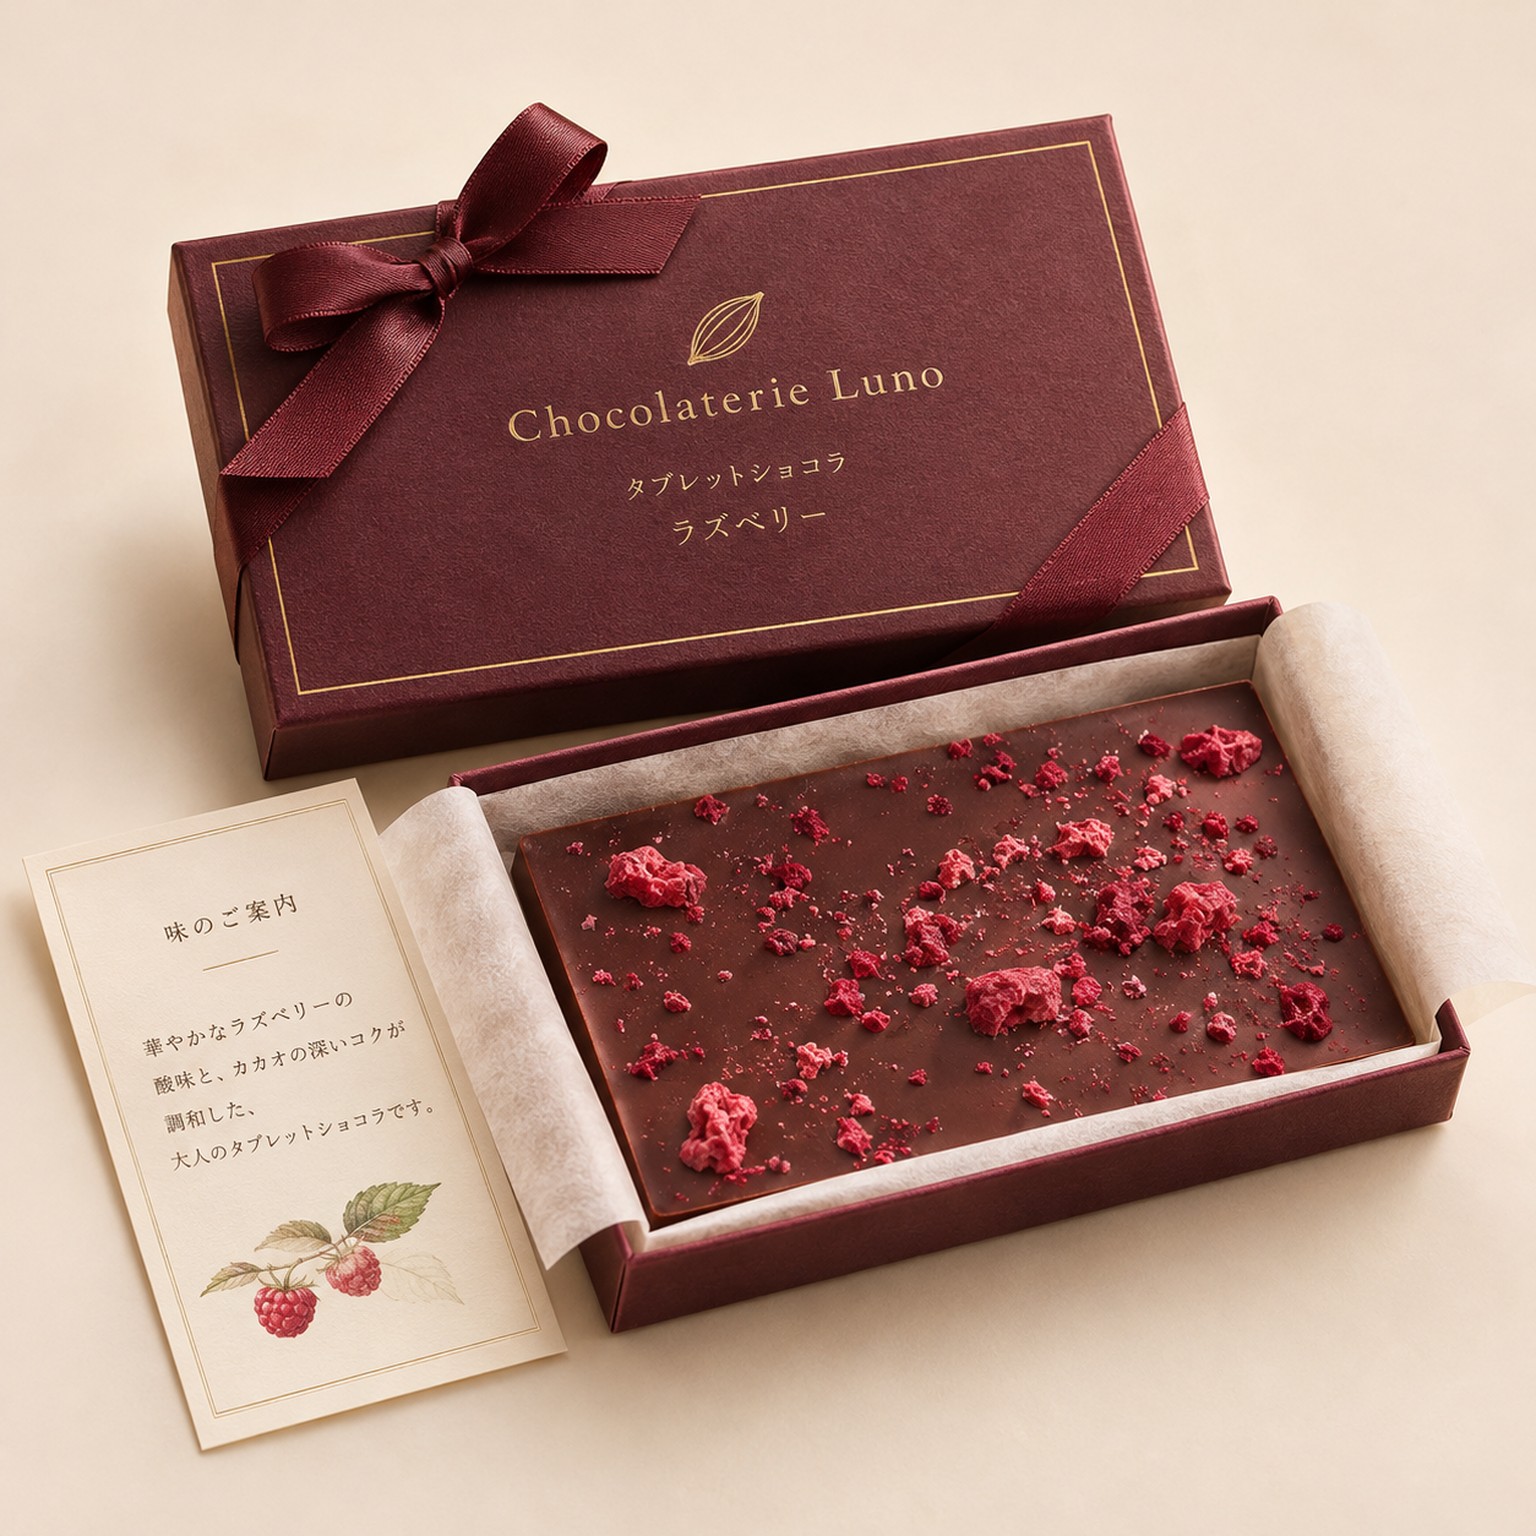 Chocolaterie Luno
タブレットショコラ
ラズベリー
味のご案内
華やかなラズベリーの
酸味と、カカオの深いコクが
調和した、
大人のタブレットショコラです。